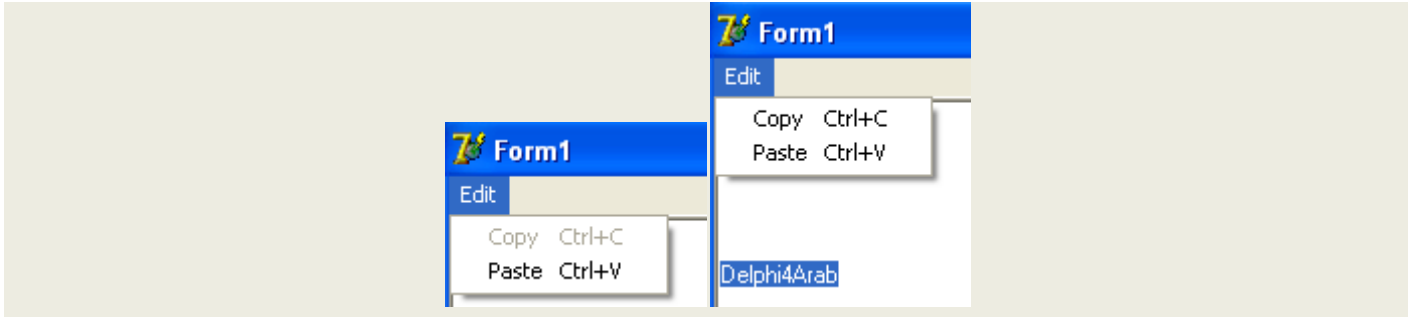 Form1
Edit
Copy Ctrl+C
Paste Ctrl+V
Form1
Edit
Copy Ctrl+C
Paste Ctrl+V
Delphi4Arab